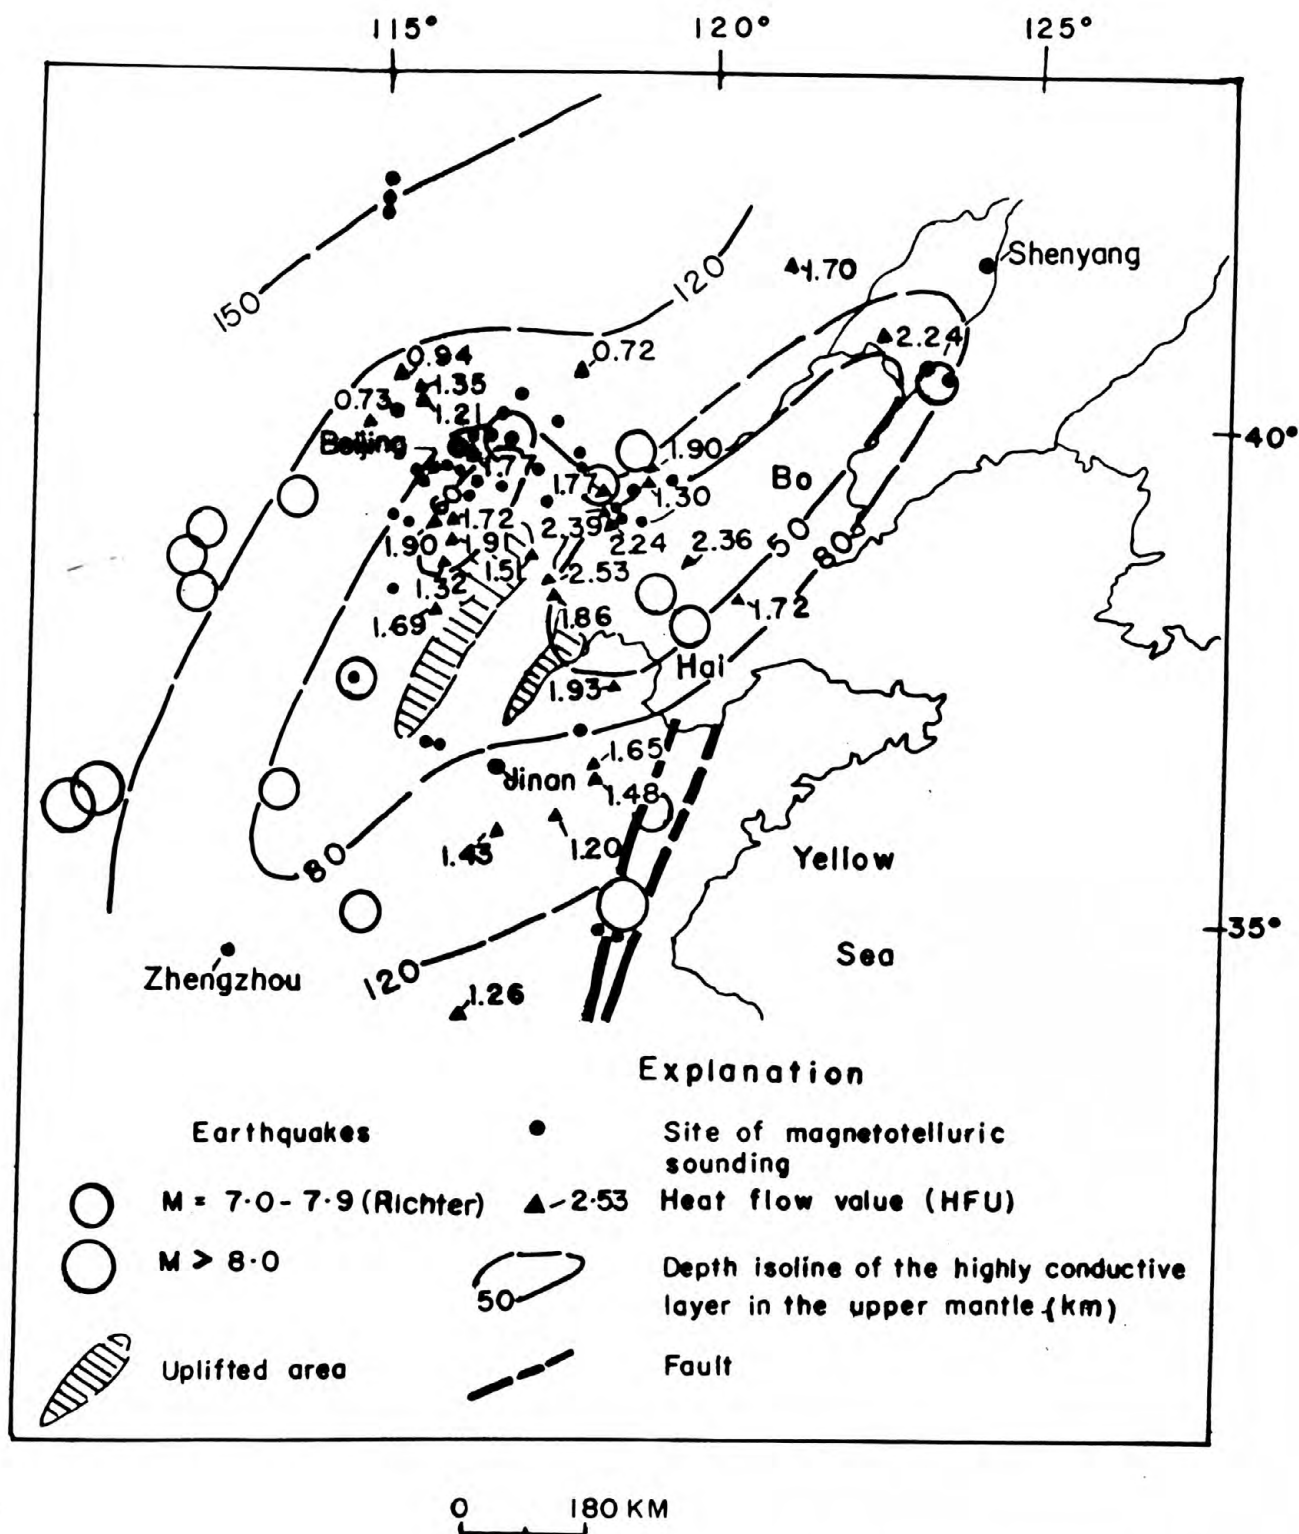 115° 120° 125°
150
120
Shenyang
1.70
2.24
0.94
0.72
1.35
0.73
1.21
Beijing
40°
1.77
1.90
1.77
Bo
1.30
1.72
2.39
50
1.90
1.91
2.24
2.36
80
1.51
2.53
1.32
1.72
1.69
1.86
Hai
1.93
1.65
Jinan
1.48
1.43
1.20
80
Yellow
35°
Sea
Zhengzhou
120
1.26
Explanation
Earthquakes
Site of magnetotelluric
sounding
M = 7.0 - 7.9 (Richter)
2.53
Heat flow value (HFU)
M > 8.0
Depth isoline of the highly conductive
50
layer in the upper mantle (km)
Uplifted area
Fault
0 180 KM